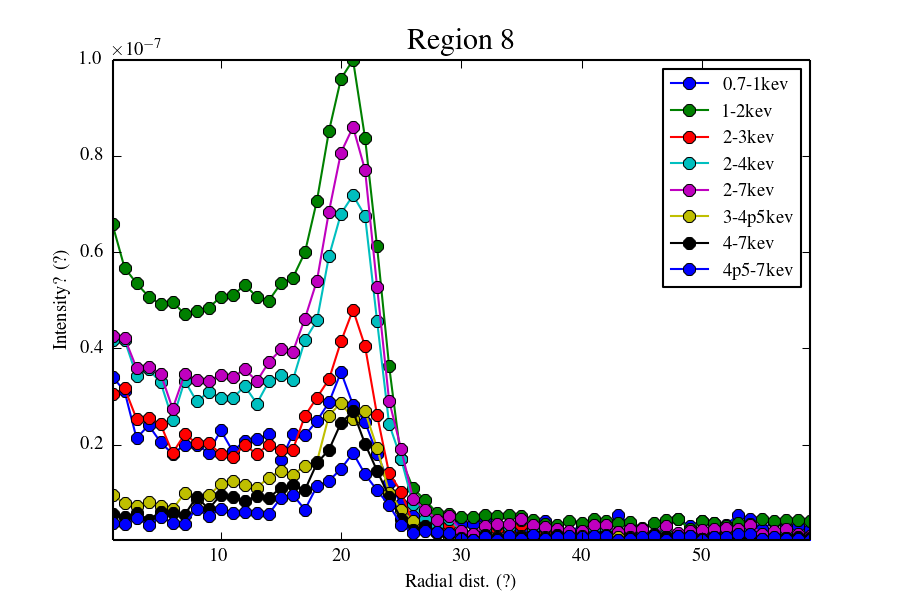 Region 8
×10⁻⁷
1.0
0.8
0.6
0.4
0.2
Intensity? (?)
10
20
30
40
50
Radial dist. (?)
0.7-1kev
1-2kev
2-3kev
2-4kev
2-7kev
3-4p5kev
4-7kev
4p5-7kev